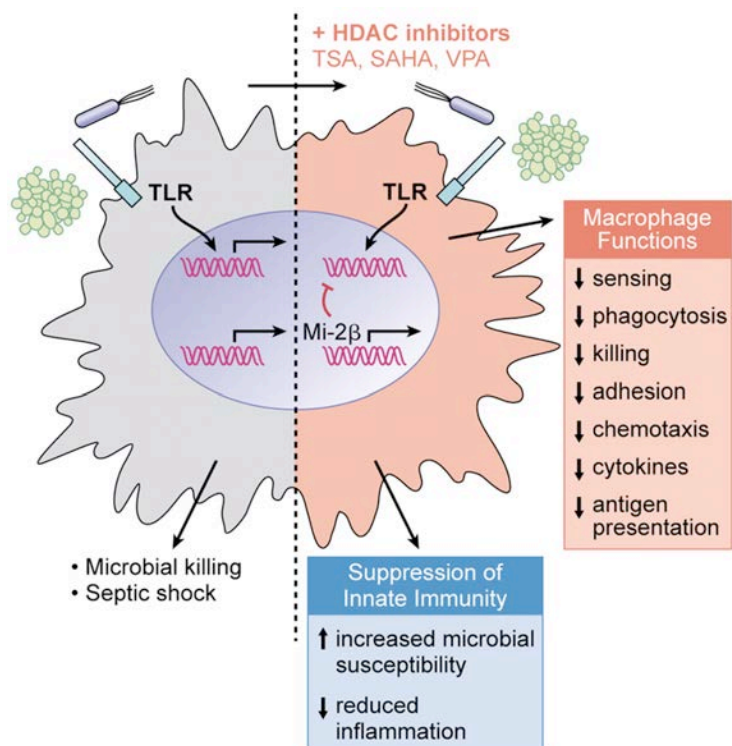 + HDAC inhibitors
TSA, SAHA, VPA
TLR
TLR
Mi-2β
Macrophage
Functions
↓ sensing
↓ phagocytosis
↓ killing
↓ adhesion
↓ chemotaxis
↓ cytokines
↓ antigen
presentation
• Microbial killing
• Septic shock
Suppression of
Innate Immunity
↑ increased microbial
susceptibility
↓ reduced
inflammation